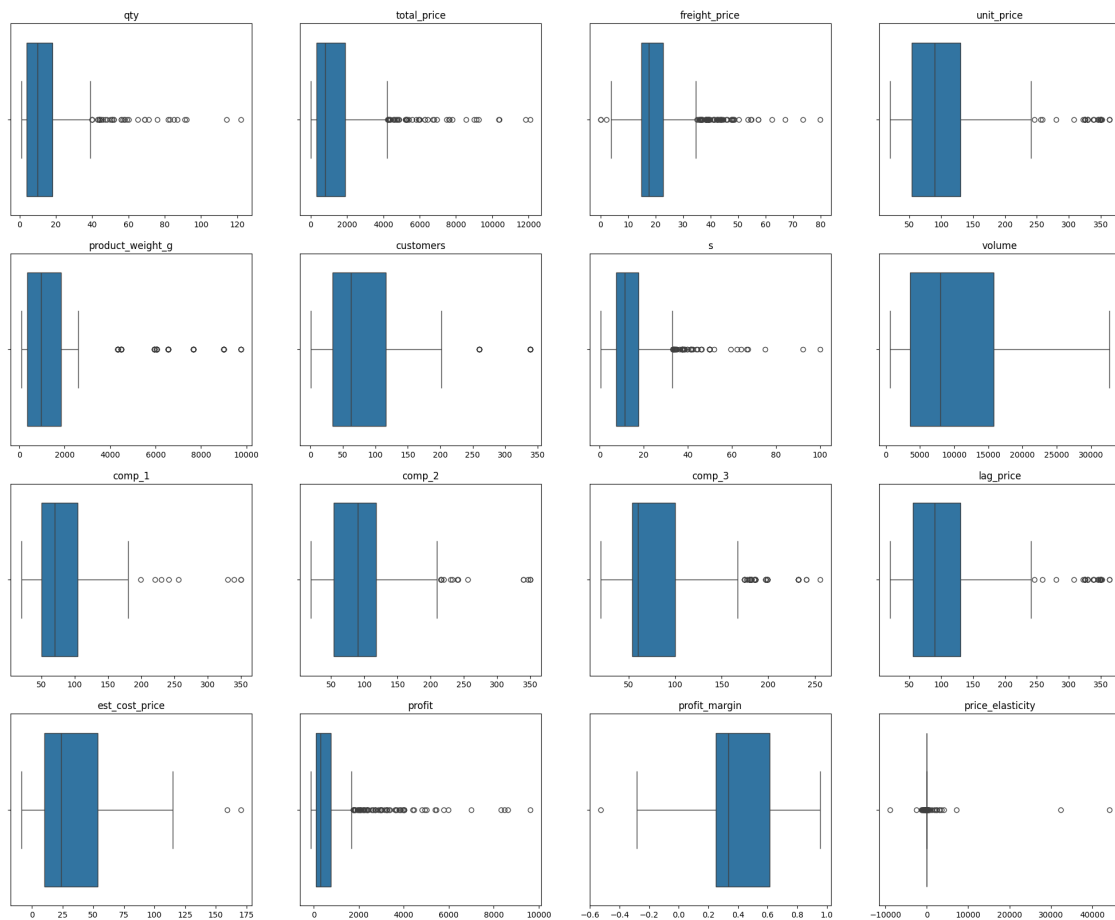 qty
total_price
freight_price
unit_price
0 20 40 60 80 100 120
0 2000 4000 6000 8000 10000 12000
0 10 20 30 40 50 60 70 80
50 100 150 200 250 300 350
product_weight_g
customers
s
volume
0 2000 4000 6000 8000 10000
0 50 100 150 200 250 300 350
0 20 40 60 80 100
0 5000 10000 15000 20000 25000 30000
comp_1
comp_2
comp_3
lag_price
50 100 150 200 250 300 350
50 100 150 200 250 300 350
50 100 150 200 250
50 100 150 200 250 300 350
est_cost_price
profit
profit_margin
price_elasticity
0 25 50 75 100 125 150 175
0 2000 4000 6000 8000 10000
−0.6 −0.4 −0.2 0.0 0.2 0.4 0.6 0.8 1.0
−10000 0 10000 20000 30000 40000